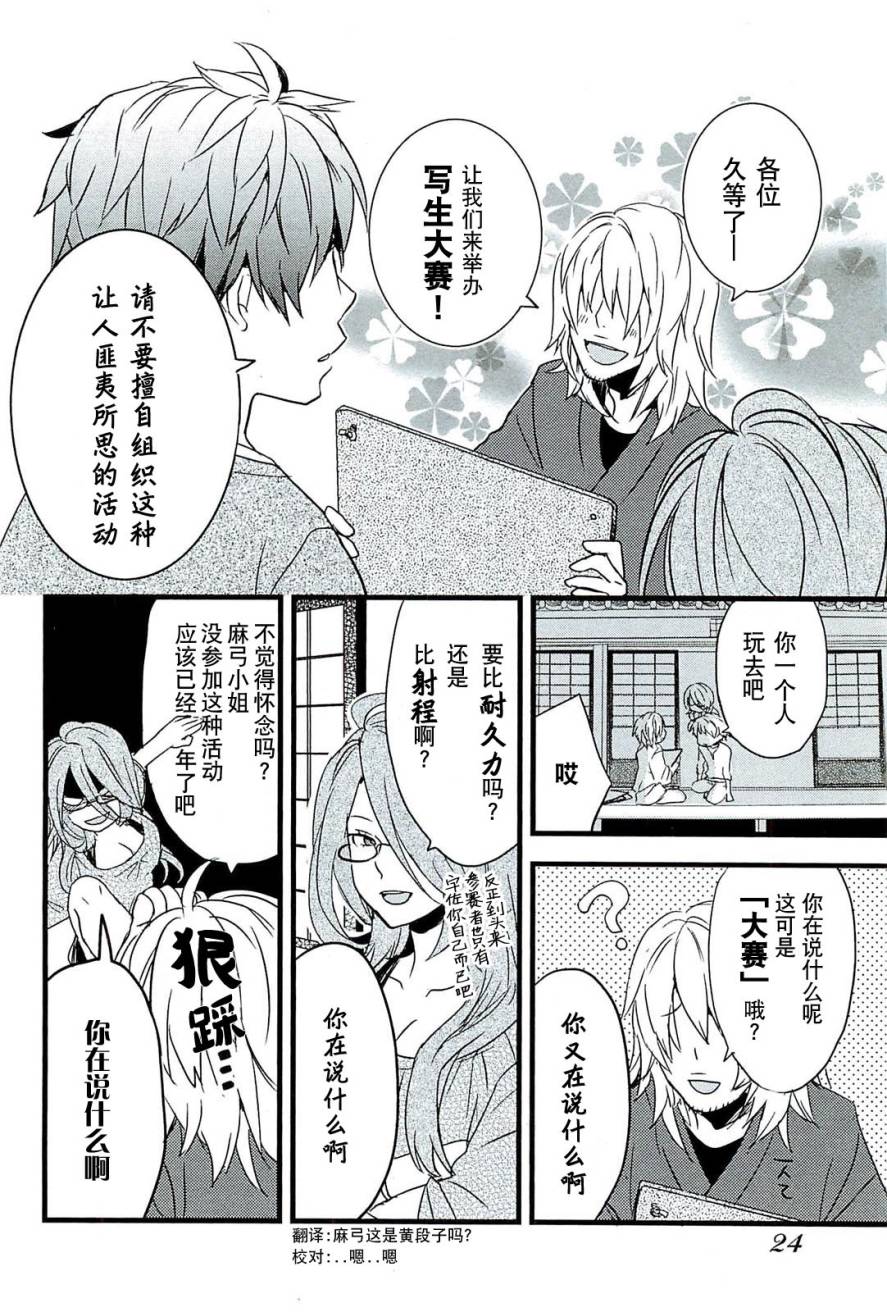 各位
久等了—
让我们来举办
写生大赛！
请不要擅自组织这种
让人匪夷所思的活动
你一个人
玩去吧
哎
你在说什么呢
这可是
「大赛」
哦？
？
你又在说什么啊
要比耐久力吗？
还是
比射程啊？
反正到头来
参赛者也只有
宇佐你自己而已吧
你在说什么啊
不觉得怀念吗？
麻弓小姐
没参加这种活动
应该已经
年了吧
狠
踩…
你在说什么啊
翻译:麻弓这是黄段子吗?
校对:..嗯..嗯
24